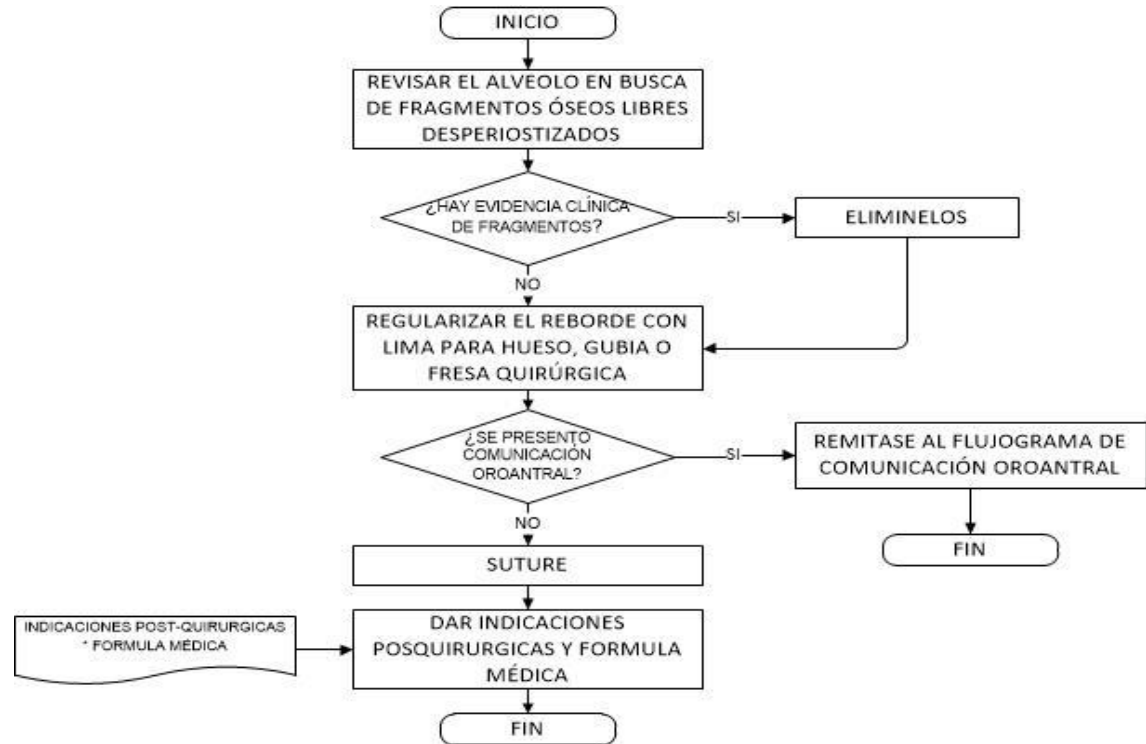 INICIO
REVISAR EL ALVEOLO EN BUSCA
DE FRAGMENTOS ÓSEOS LIBRES
DESPERIOSTIZADOS
¿HAY EVIDENCIA CLÍNICA
DE FRAGMENTOS?
SI
ELIMINELOS
NO
REGULARIZAR EL REBORDE CON
LIMA PARA HUESO, GUBIA O
FRESA QUIRÚRGICA
¿SE PRESENTO
COMUNICACIÓN
OROANTRAL?
SI
REMITASE AL FLUJOGRAMA DE
COMUNICACIÓN OROANTRAL
FIN
NO
SUTURE
INDICACIONES POST-QUIRURGICAS
* FORMULA MÉDICA
DAR INDICACIONES
POSQUIRURGICAS Y FORMULA
MÉDICA
FIN